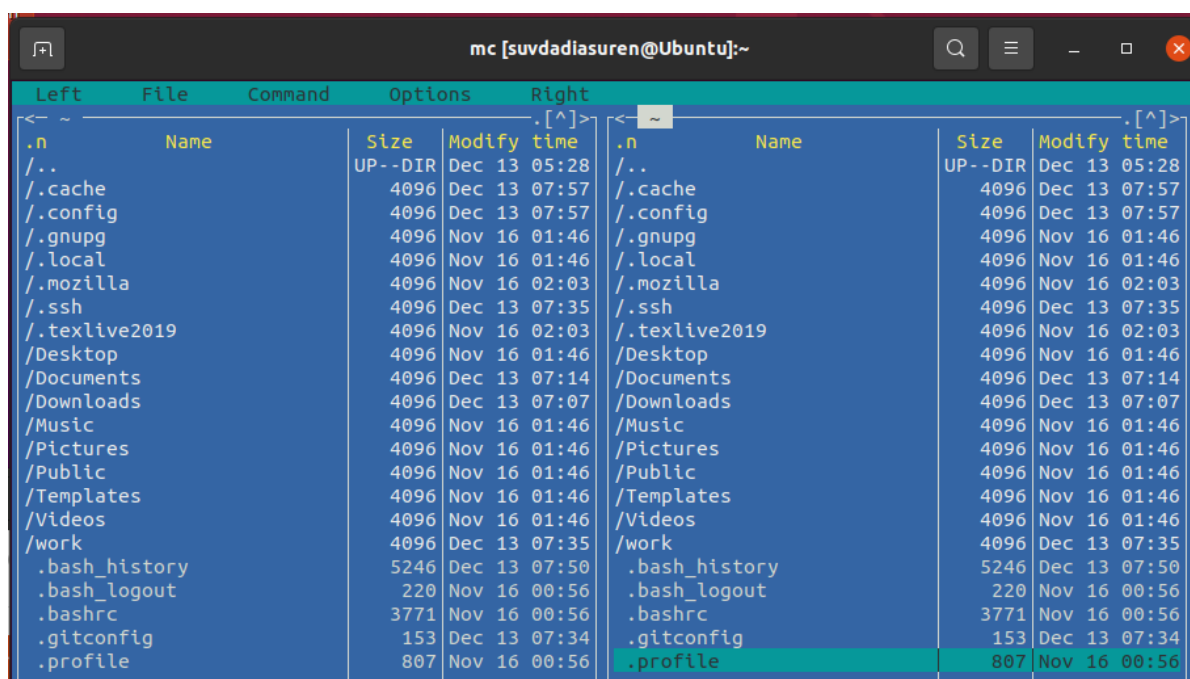 mc [suvdadiasuren@Ubuntu]:~
Left File Command Options Right
<— ~ .[^]> <— ~ .[^]>
.n Name Size Modify time .n Name Size Modify time
/.. UP--DIR Dec 13 05:28 /.. UP--DIR Dec 13 05:28
/.cache 4096 Dec 13 07:57 /.cache 4096 Dec 13 07:57
/.config 4096 Dec 13 07:57 /.config 4096 Dec 13 07:57
/.gnupg 4096 Nov 16 01:46 /.gnupg 4096 Nov 16 01:46
/.local 4096 Nov 16 01:46 /.local 4096 Nov 16 01:46
/.mozilla 4096 Nov 16 02:03 /.mozilla 4096 Nov 16 02:03
/.ssh 4096 Dec 13 07:35 /.ssh 4096 Dec 13 07:35
/.texlive2019 4096 Nov 16 02:03 /.texlive2019 4096 Nov 16 02:03
/Desktop 4096 Nov 16 01:46 /Desktop 4096 Nov 16 01:46
/Documents 4096 Dec 13 07:14 /Documents 4096 Dec 13 07:14
/Downloads 4096 Dec 13 07:07 /Downloads 4096 Dec 13 07:07
/Music 4096 Nov 16 01:46 /Music 4096 Nov 16 01:46
/Pictures 4096 Nov 16 01:46 /Pictures 4096 Nov 16 01:46
/Public 4096 Nov 16 01:46 /Public 4096 Nov 16 01:46
/Templates 4096 Nov 16 01:46 /Templates 4096 Nov 16 01:46
/Videos 4096 Nov 16 01:46 /Videos 4096 Nov 16 01:46
/work 4096 Dec 13 07:35 /work 4096 Dec 13 07:35
.bash_history 5246 Dec 13 07:50 .bash_history 5246 Dec 13 07:50
.bash_logout 220 Nov 16 00:56 .bash_logout 220 Nov 16 00:56
.bashrc 3771 Nov 16 00:56 .bashrc 3771 Nov 16 00:56
.gitconfig 153 Dec 13 07:34 .gitconfig 153 Dec 13 07:34
.profile 807 Nov 16 00:56 .profile 807 Nov 16 00:56